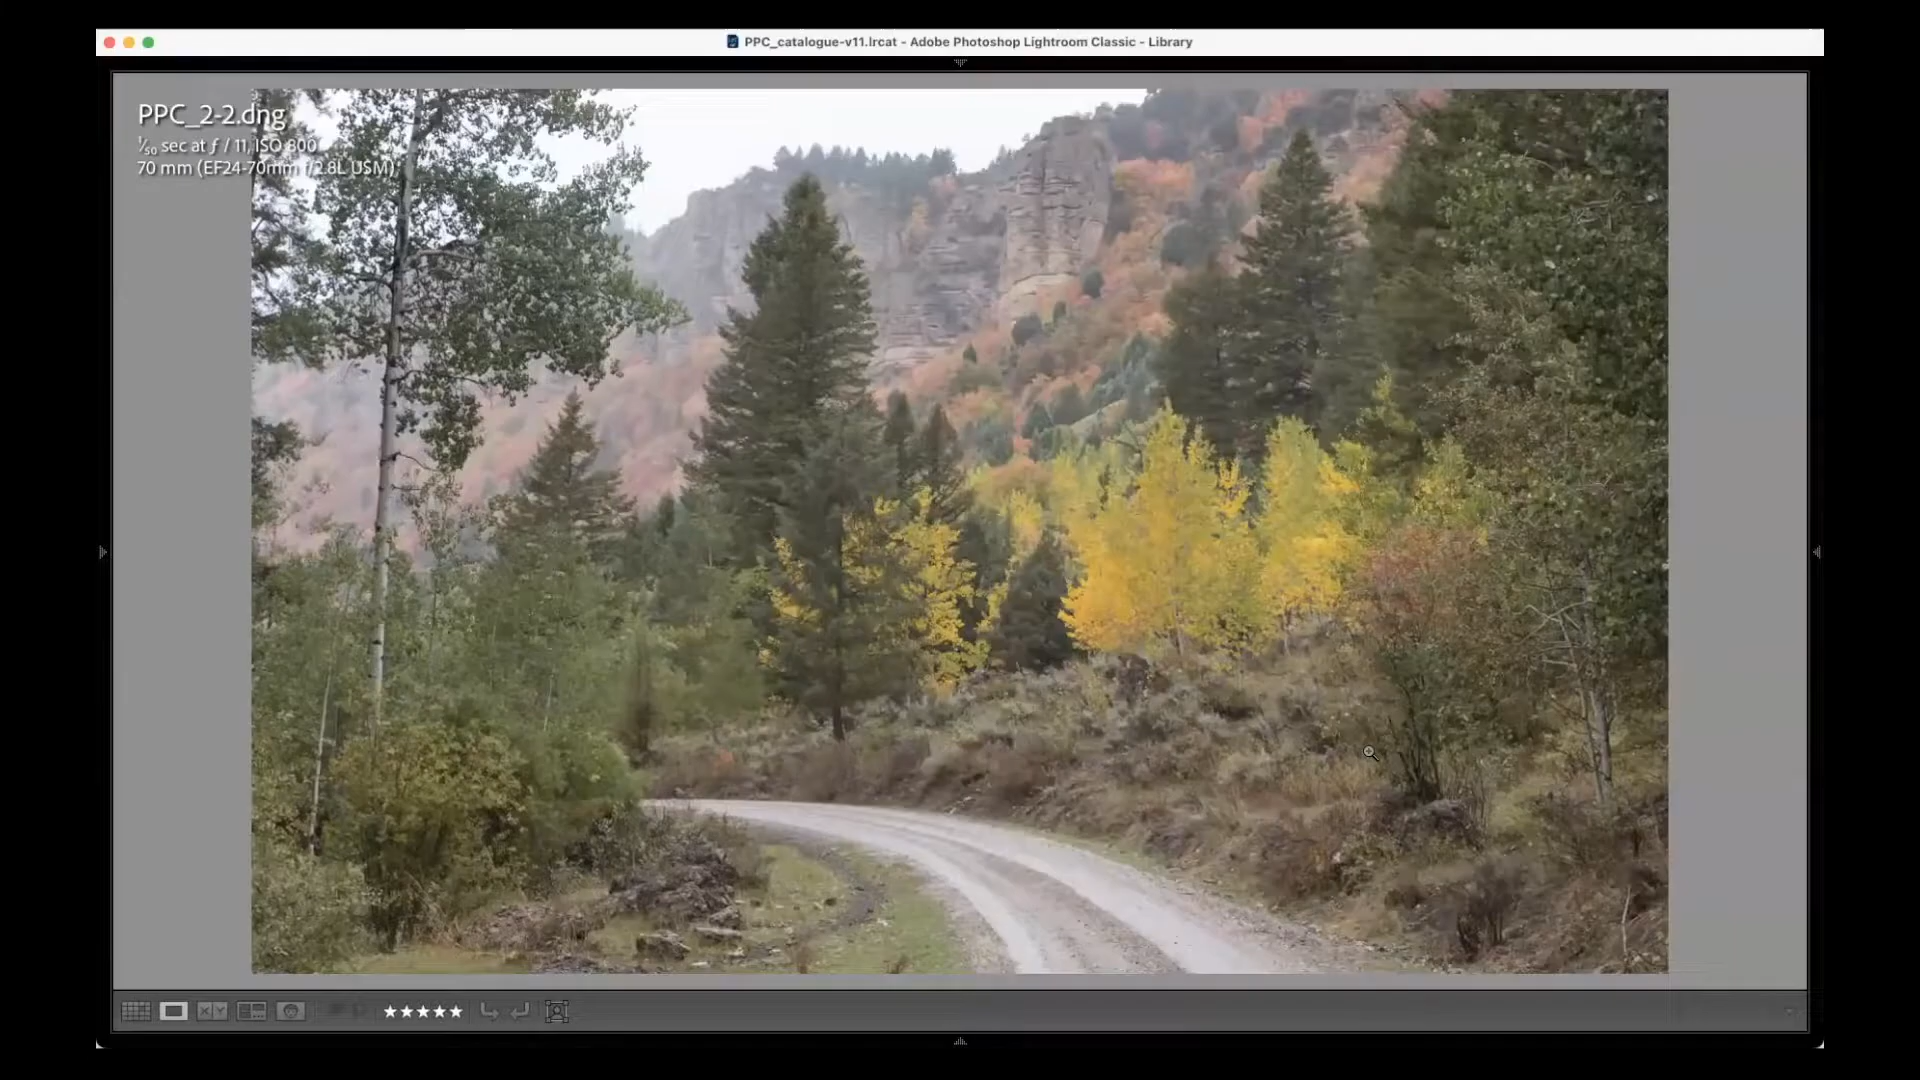 PPC_catalogue-v11.lrcat - Adobe Photoshop Lightroom Classic - Library
PPC_2-2.dng
1/50 sec at ƒ / 11, ISO 800
70 mm (EF24-70mm f/2.8L USM)
XY